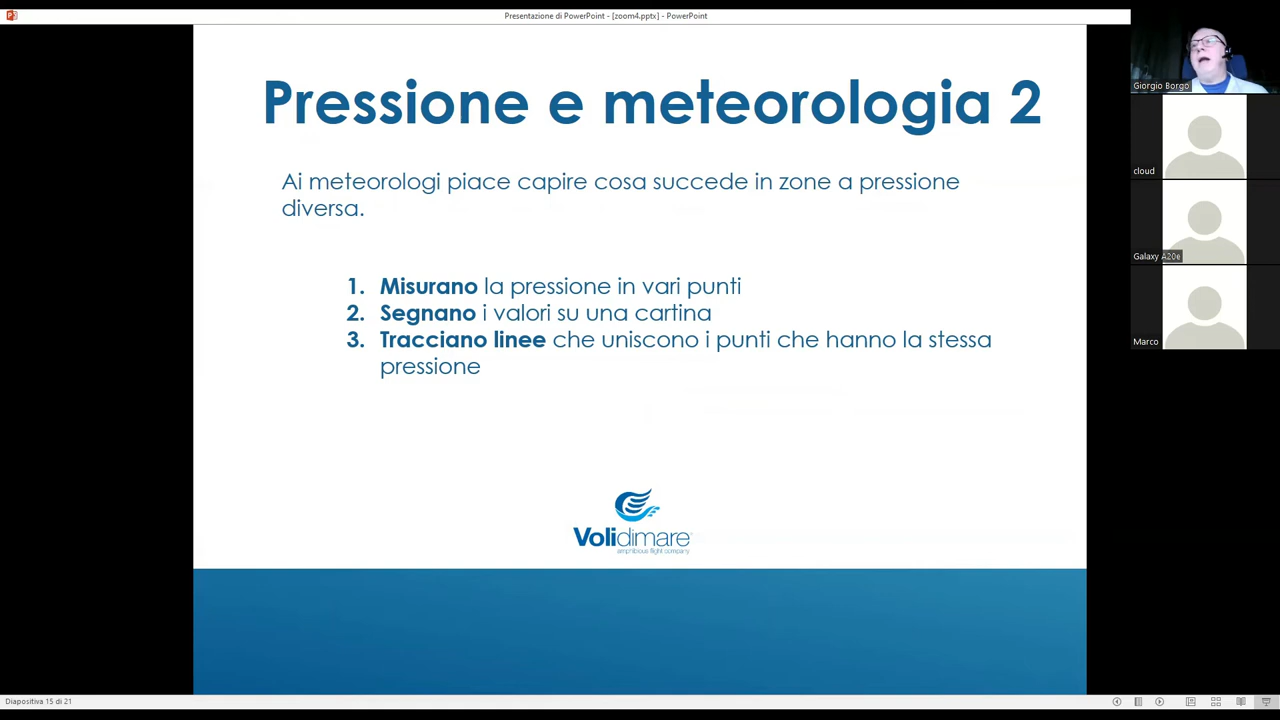 Presentazione di PowerPoint - [zoom4.pptx] - PowerPoint
Giorgio Borgo
Pressione e meteorologia 2
cloud
Ai meteorologi piace capire cosa succede in zone a pressione
diversa.
Galaxy A20e
1. Misurano la pressione in vari punti
2. Segnano i valori su una cartina
3. Tracciano linee che uniscono i punti che hanno la stessa
pressione
Marco
Volidimare
amphibious flight company
Diapositiva 15 di 21